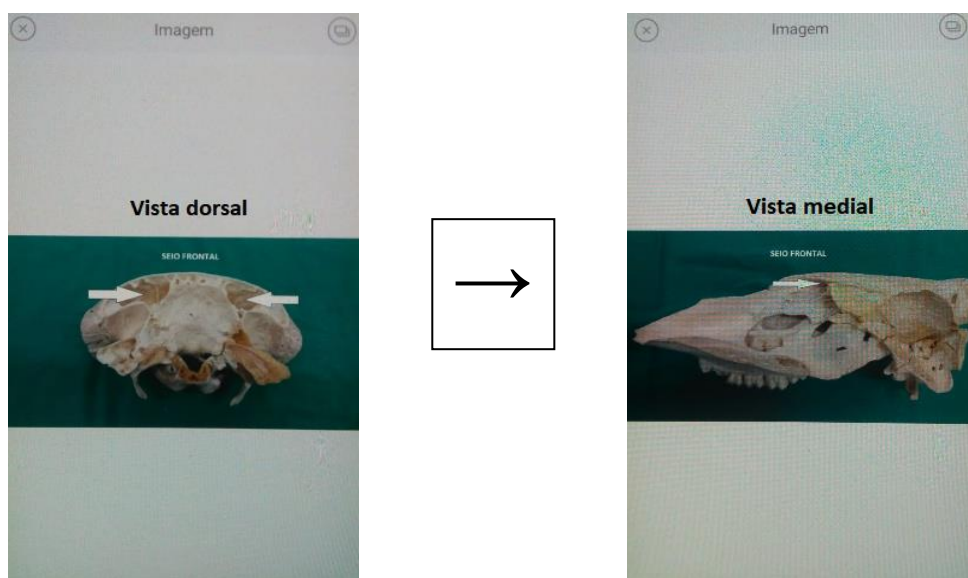 Imagem
Vista dorsal
SEIO FRONTAL
Imagem
Vista medial
SEIO FRONTAL